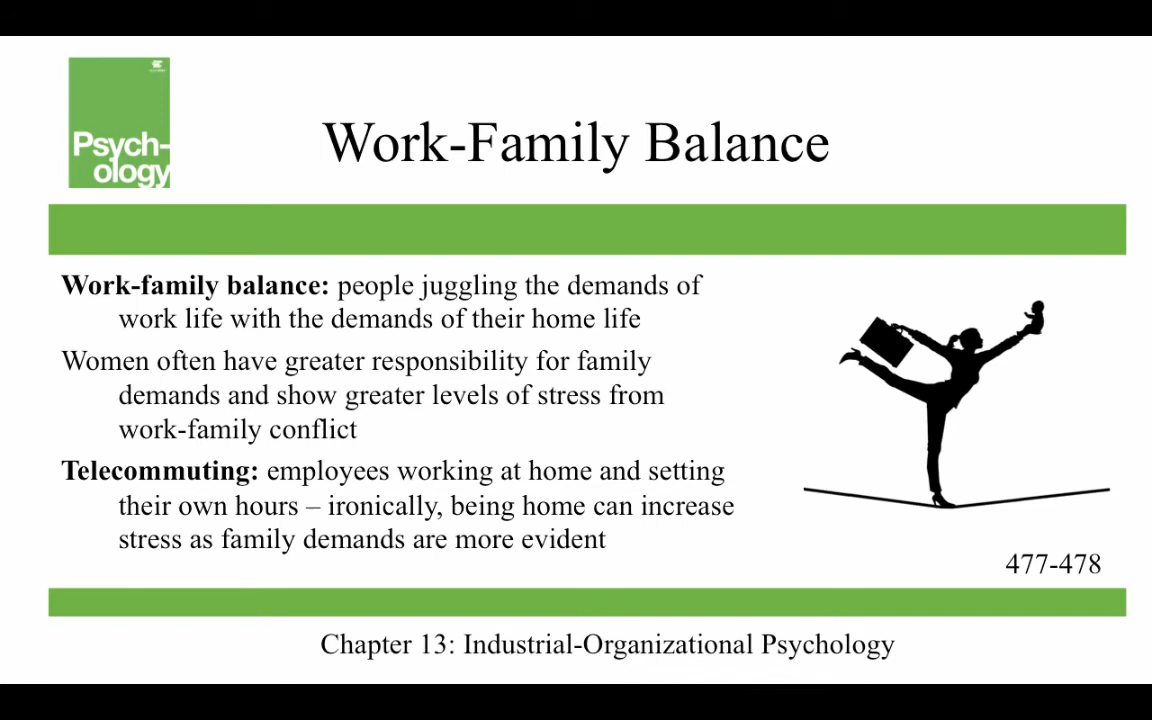 Psych-
ology
Work-Family Balance
Work-family balance: people juggling the demands of
work life with the demands of their home life
Women often have greater responsibility for family
demands and show greater levels of stress from
work-family conflict
Telecommuting: employees working at home and setting
their own hours – ironically, being home can increase
stress as family demands are more evident
477-478
Chapter 13: Industrial-Organizational Psychology